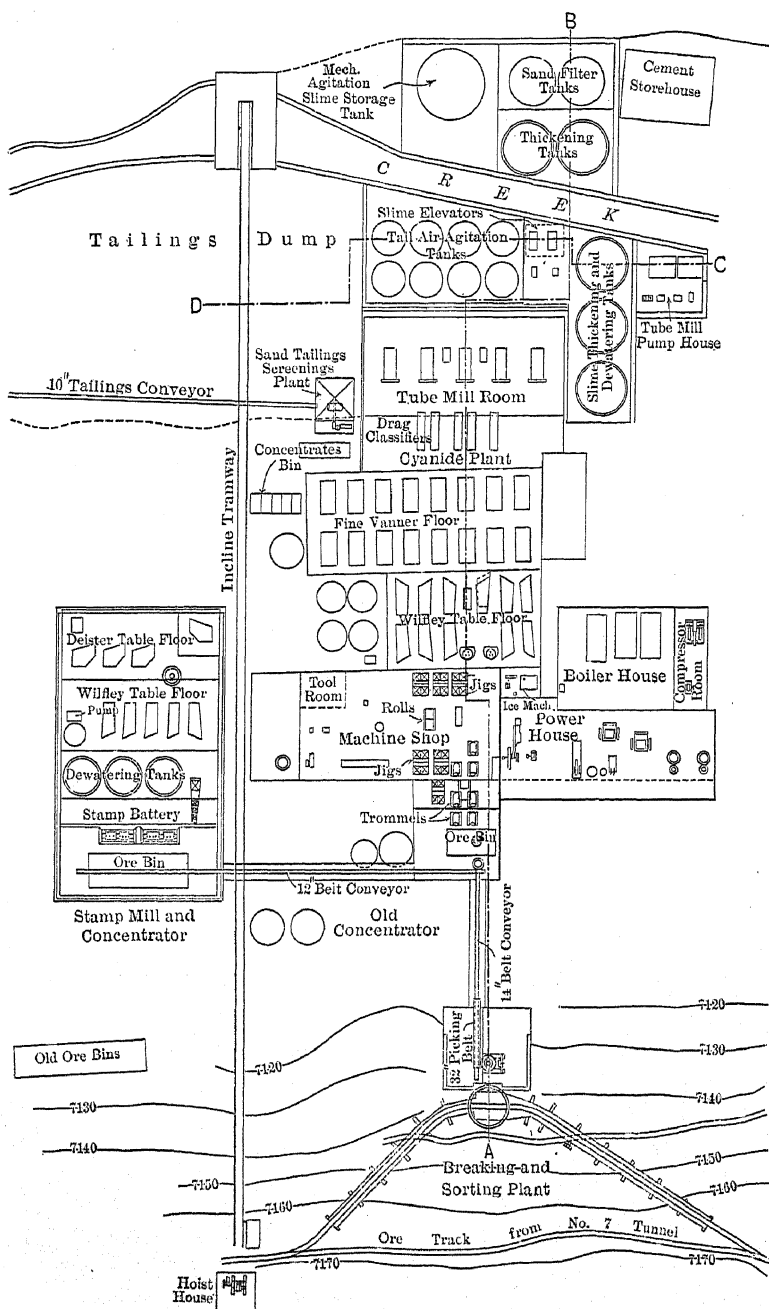 B
Mech.
Agitation
Slime Storage
Tank
Sand Filter
Tanks
Cement
Storehouse
Thickening
Tanks
CREEK
Slime Elevators
Tailings Dump
Tall Air Agitation
Tanks
C
D
Slime Thickening and
Dewatering Tanks
Tube Mill
Pump House
Sand Tailings
Screenings
Plant
10" Tailings Conveyor
Tube Mill Room
Drag
Classifiers
Cyanide Plant
Concentrates
Bin
Fine Vanner Floor
Incline Tramway
Wilfley Table Floor
Deister Table Floor
Boiler House
Compressor
Room
Tool
Room
Jigs
Ice Mach.
Wilfley Table Floor
Pump
Rolls
Power
House
Machine Shop
Jigs
Dewatering Tanks
Stamp Battery
Trommels
Ore Bin
Ore Bin
12" Belt Conveyor
Stamp Mill and
Concentrator
Old
Concentrator
14" Belt Conveyor
7120
32" Picking
Belt
7130
Old Ore Bins
7120
7130
7140
7140
A
Breaking and
Sorting Plant
7150
7150
7160
7160
Ore Track from No. 7 Tunnel
7170
7170
Hoist
House